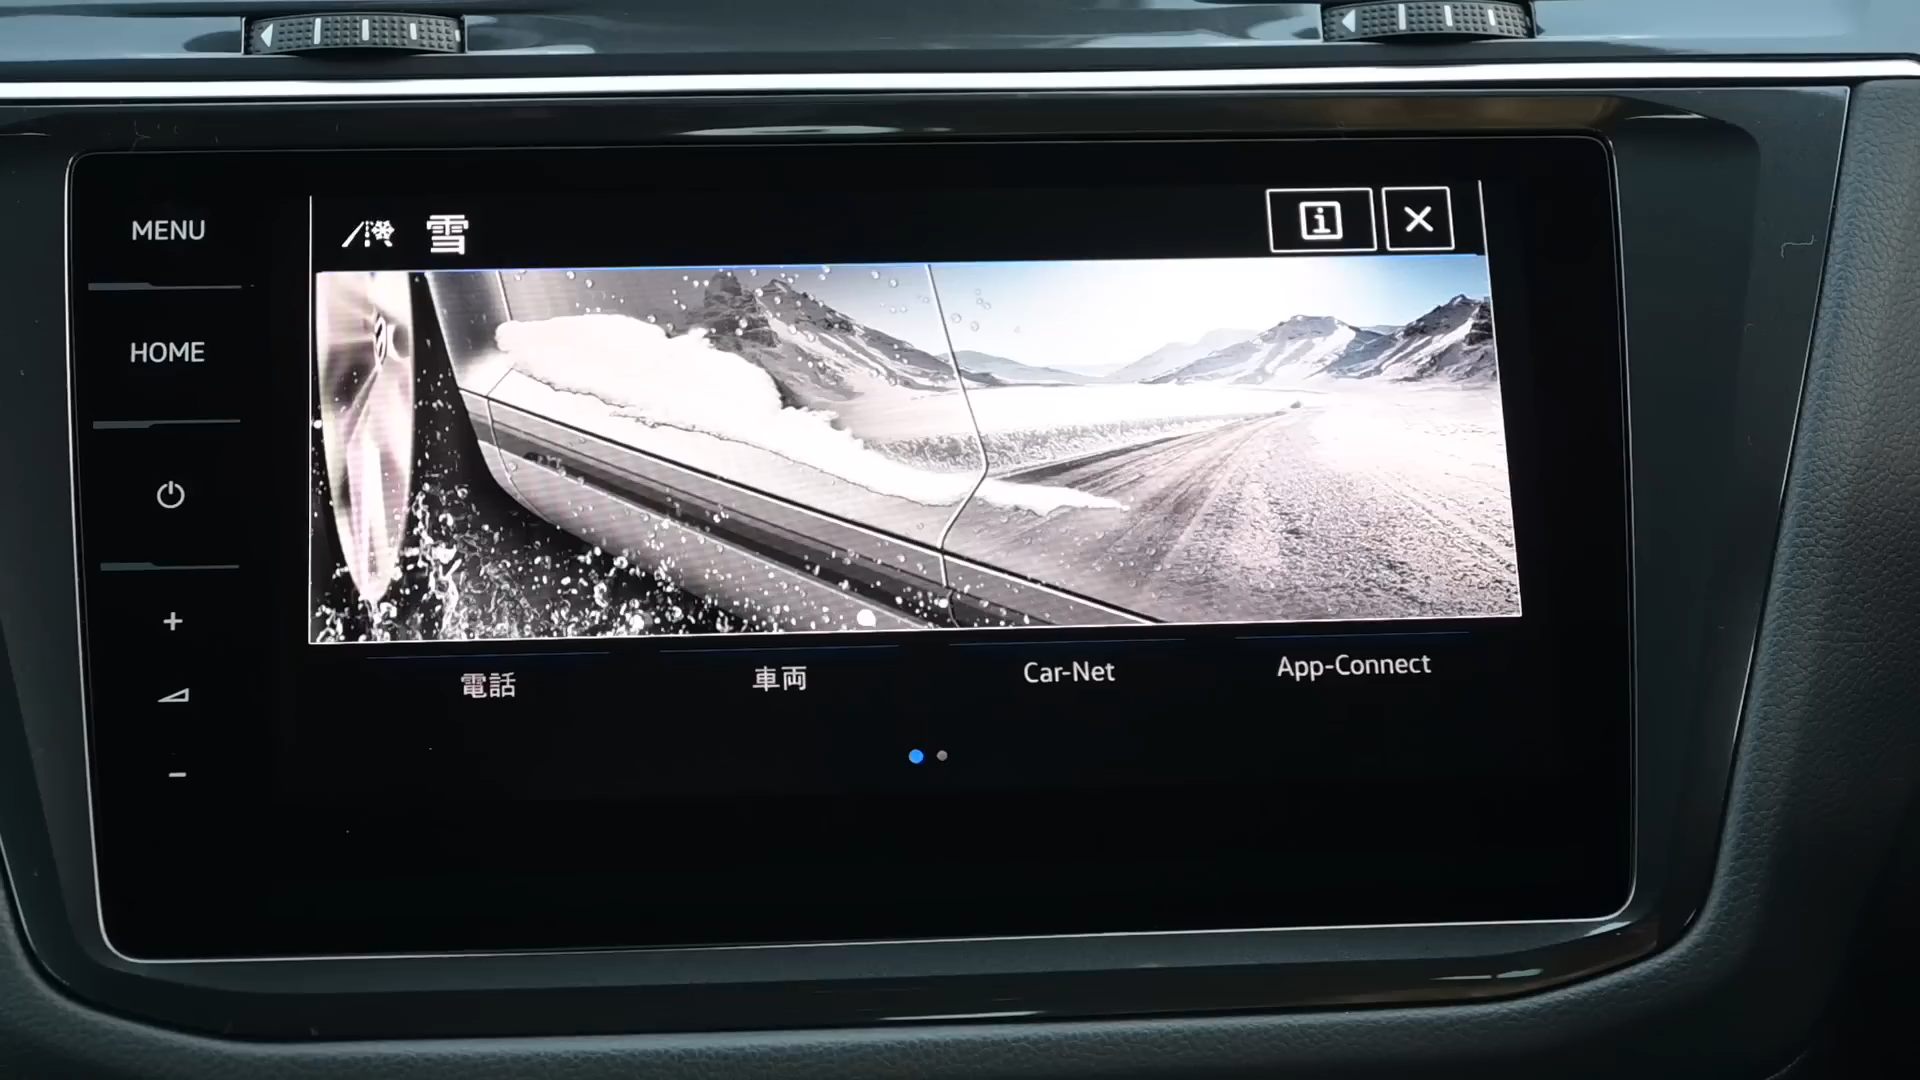 MENU
HOME
雪
電話
車両
Car-Net
App-Connect